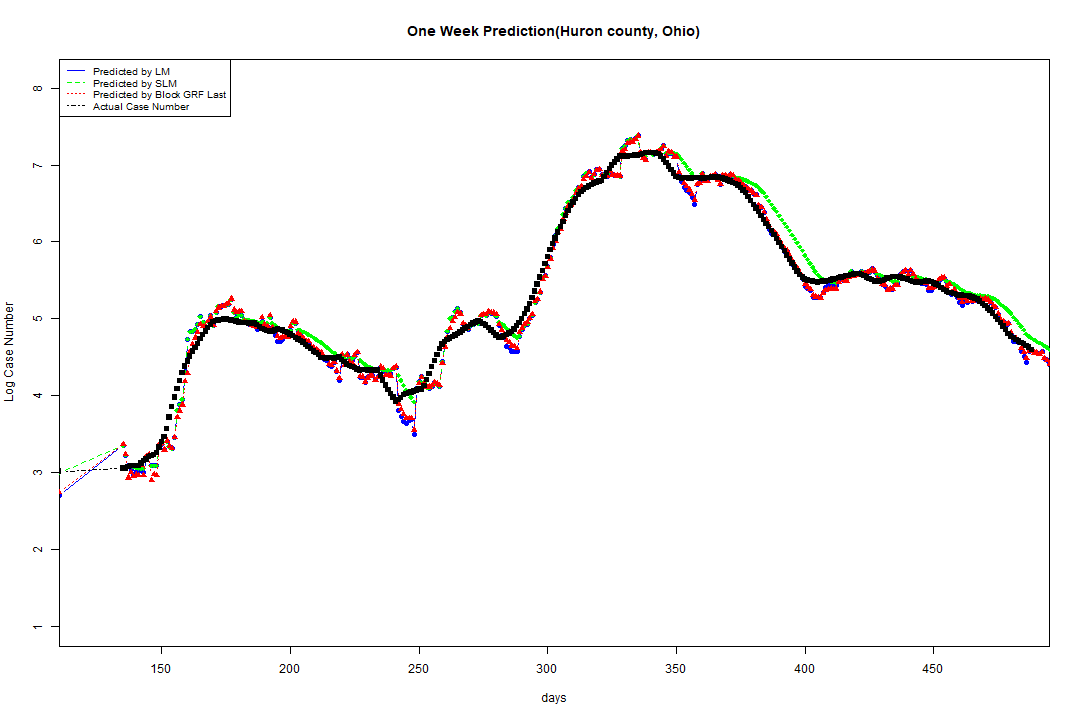 One Week Prediction(Huron county, Ohio)
Predicted by LM
Predicted by SLM
Predicted by Block GRF Last
Actual Case Number
8
7
6
5
4
3
2
1
Log Case Number
150 200 250 300 350 400 450
days